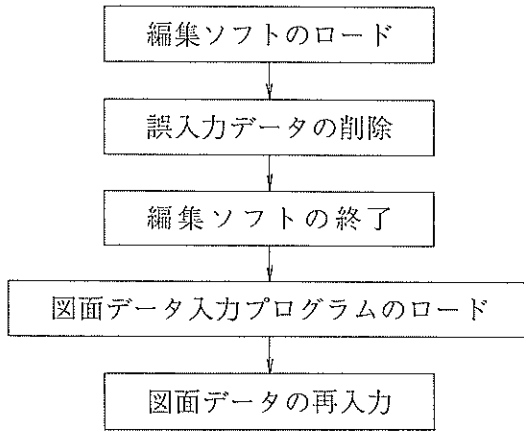 編集ソフトのロード
誤入力データの削除
編集ソフトの終了
図面データ入力プログラムのロード
図面データの再入力